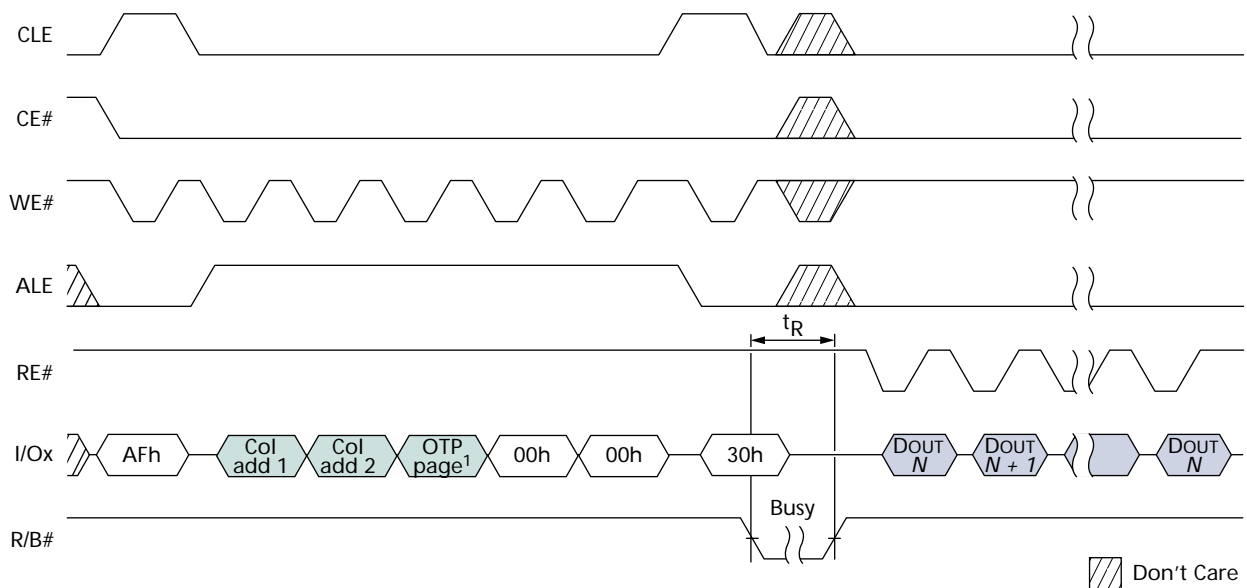 CLE
CE#
WE#
ALE
tR
RE#
I/Ox
AFh
Col
add 1
Col
add 2
OTP
page¹
00h
00h
30h
DOUT
N
DOUT
N + 1
DOUT
N
Busy
R/B#
Don't Care